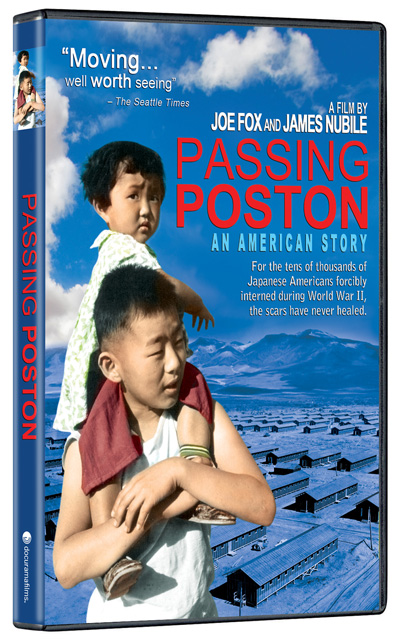 “Moving...
well worth seeing”
– The Seattle Times
A FILM BY
JOE FOX AND JAMES NUBILE
PASSING
POSTON
AN AMERICAN STORY
For the tens of thousands of
Japanese Americans forcibly
interned during World War II,
the scars have never healed.
PASSING POSTON
docuramafilms.